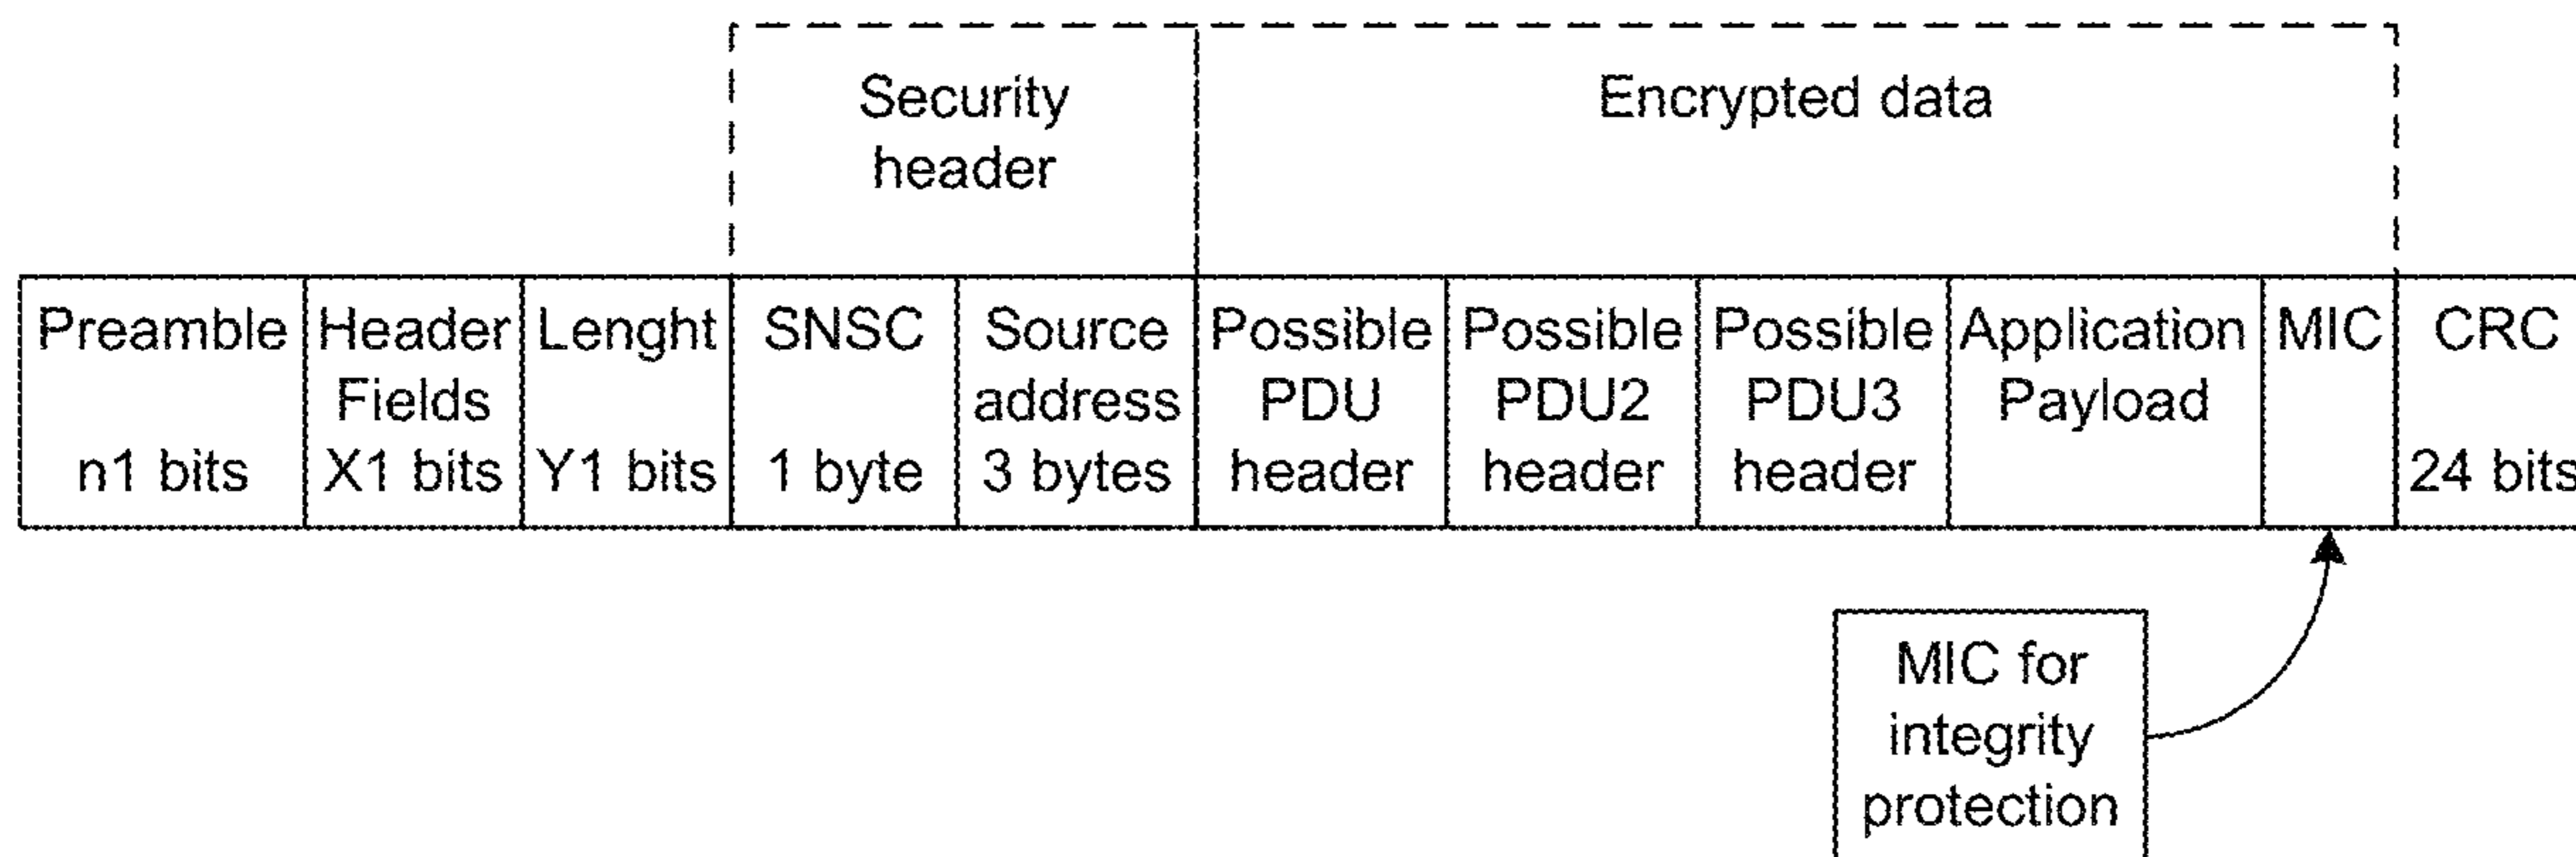 Security
header
Encrypted data
Preamble
n1 bits
Header
Fields
X1 bits
Lenght
Y1 bits
SNSC
1 byte
Source
address
3 bytes
Possible
PDU
header
Possible
PDU2
header
Possible
PDU3
header
Application
Payload
MIC
CRC
24 bits
MIC for
integrity
protection